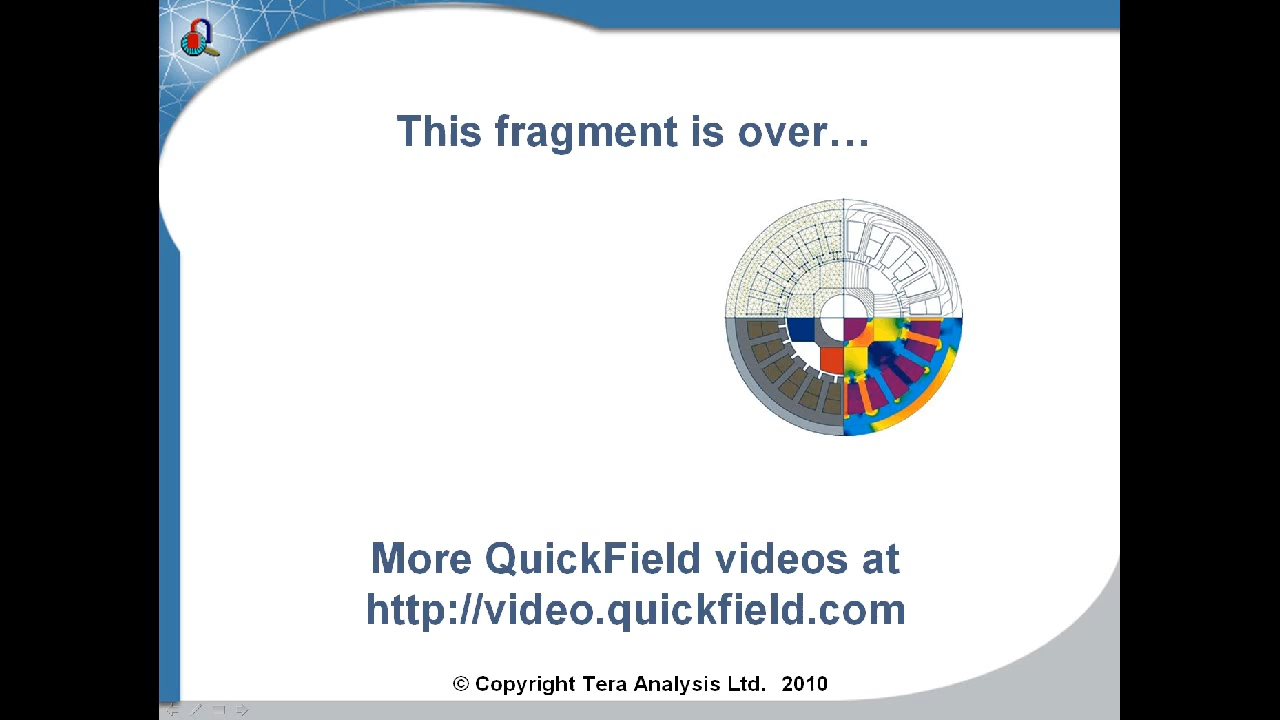 This fragment is over…
More QuickField videos at
http://video.quickfield.com
© Copyright Tera Analysis Ltd. 2010